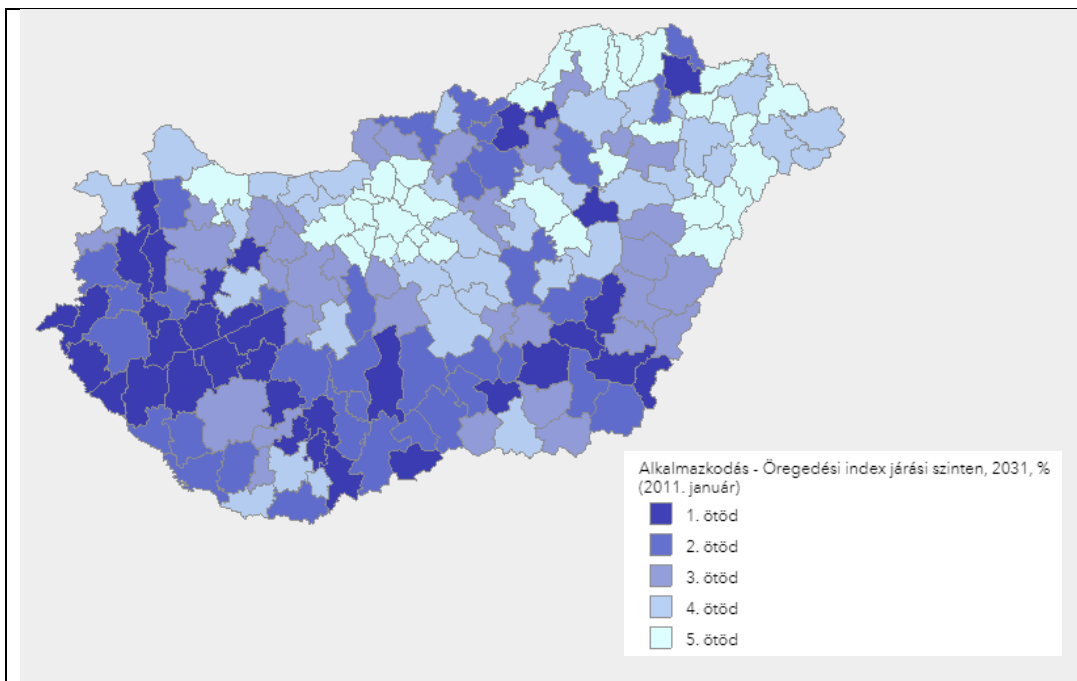 Alkalmazkodás - Öregedési index járási szinten, 2031, %
(2011. január)
1. ötöd
2. ötöd
3. ötöd
4. ötöd
5. ötöd